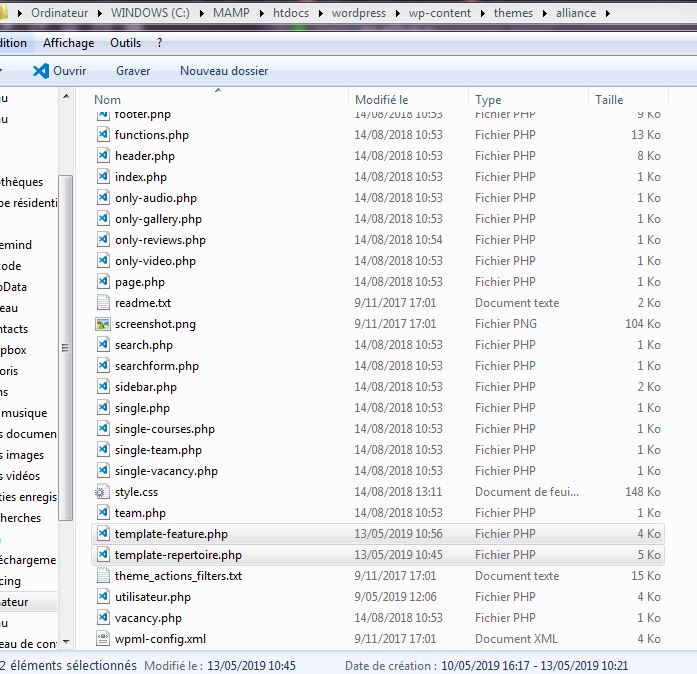 Ordinateur ▸ WINDOWS (C:) ▸ MAMP ▸ htdocs ▸ wordpress ▸ wp-content ▸ themes ▸ alliance ▸
dition Affichage Outils ?
Ouvrir Graver Nouveau dossier
Nom Modifié le Type Taille
footer.php 14/08/2018 10:53 Fichier PHP 9 Ko
functions.php 14/08/2018 10:53 Fichier PHP 13 Ko
header.php 14/08/2018 10:53 Fichier PHP 8 Ko
index.php 14/08/2018 10:53 Fichier PHP 1 Ko
only-audio.php 14/08/2018 10:53 Fichier PHP 1 Ko
only-gallery.php 14/08/2018 10:53 Fichier PHP 1 Ko
only-reviews.php 14/08/2018 10:54 Fichier PHP 1 Ko
only-video.php 14/08/2018 10:53 Fichier PHP 1 Ko
page.php 14/08/2018 10:53 Fichier PHP 1 Ko
readme.txt 9/11/2017 17:01 Document texte 2 Ko
screenshot.png 9/11/2017 17:01 Fichier PNG 104 Ko
search.php 14/08/2018 10:53 Fichier PHP 1 Ko
searchform.php 14/08/2018 10:53 Fichier PHP 1 Ko
sidebar.php 14/08/2018 10:53 Fichier PHP 2 Ko
single.php 14/08/2018 10:53 Fichier PHP 1 Ko
single-courses.php 14/08/2018 10:53 Fichier PHP 1 Ko
single-team.php 14/08/2018 10:53 Fichier PHP 1 Ko
single-vacancy.php 14/08/2018 10:53 Fichier PHP 1 Ko
style.css 14/08/2018 13:11 Document de feui... 148 Ko
team.php 14/08/2018 10:53 Fichier PHP 1 Ko
template-feature.php 13/05/2019 10:56 Fichier PHP 4 Ko
template-repertoire.php 13/05/2019 10:45 Fichier PHP 5 Ko
theme_actions_filters.txt 9/11/2017 17:01 Document texte 15 Ko
utilisateur.php 9/05/2019 12:06 Fichier PHP 4 Ko
vacancy.php 14/08/2018 10:53 Fichier PHP 1 Ko
wpml-config.xml 9/11/2017 17:01 Document XML 4 Ko
au
au
othèques
pe résidenti
emind
code
pData
eau
ntacts
pbox
oris
ns
musique
s documen
s images
s vidéos
ties enregis
herches
échargeme
cing
nateur
au
eau de con
2 éléments sélectionnés Modifié le : 13/05/2019 10:45 Date de création : 10/05/2019 16:17 - 13/05/2019 10:21